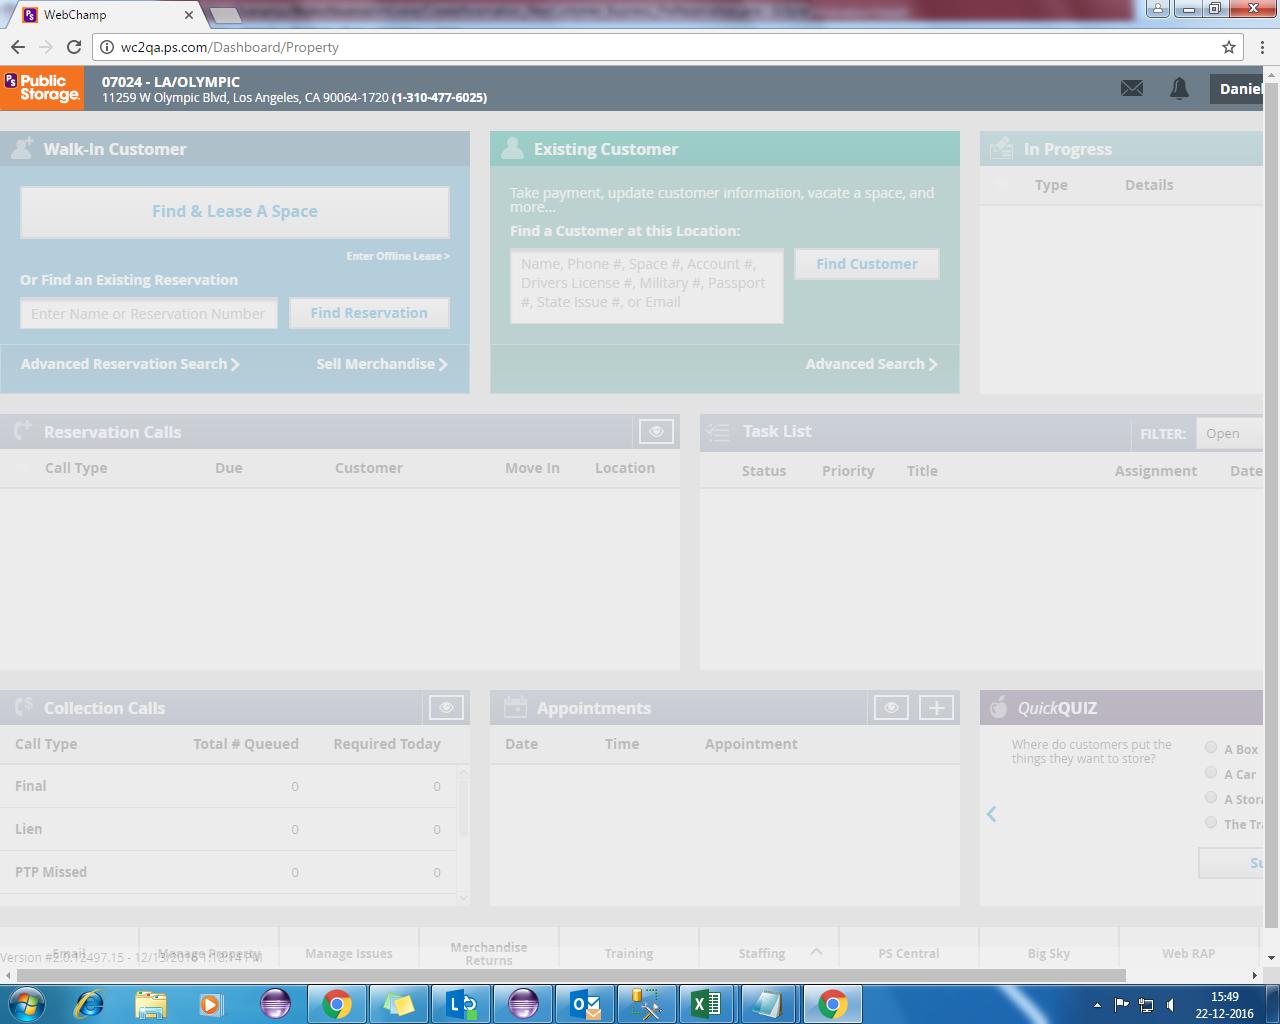 WebChamp
wc2qa.ps.com/Dashboard/Property
PS Public Storage.
07024 - LA/OLYMPIC
11259 W Olympic Blvd, Los Angeles, CA 90064-1720 (1-310-477-6025)
Daniel
Walk-In Customer
Find & Lease A Space
Enter Offline Lease >
Or Find an Existing Reservation
Enter Name or Reservation Number
Find Reservation
Advanced Reservation Search
Sell Merchandise
Existing Customer
Take payment, update customer information, vacate a space, and
more...
Find a Customer at this Location:
Name, Phone #, Space #, Account #,
Drivers License #, Military #, Passport
#, State Issue #, or Email
Find Customer
Advanced Search
In Progress
Type Details
Reservation Calls
Call Type Due Customer Move In Location
Task List
FILTER: Open
Status Priority Title Assignment Date
Collection Calls
Call Type Total # Queued Required Today
Final 0 0
Lien 0 0
PTP Missed 0 0
Appointments
Date Time Appointment
QuickQUIZ
Where do customers put the
things they want to store?
A Box
A Car
A Stora
The Tra
Su
Email
Manage Property
Manage Issues
Merchandise
Returns
Training
Staffing
PS Central
Big Sky
Web RAP
Version #2.0.12497.15 - 12/13/2016 1:18:14 PM
15:49
22-12-2016